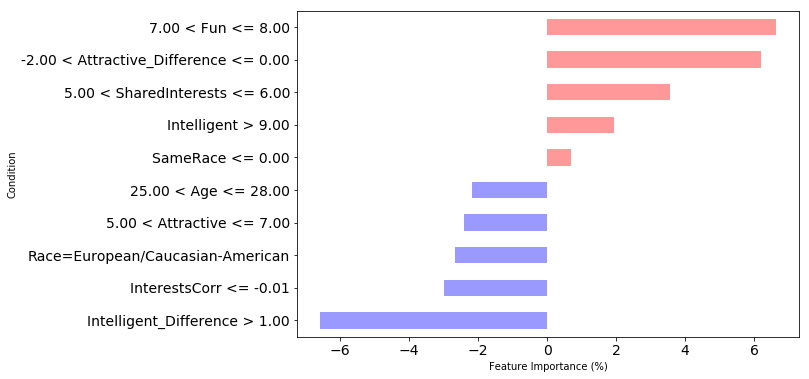 7.00 < Fun <= 8.00
-2.00 < Attractive_Difference <= 0.00
5.00 < SharedInterests <= 6.00
Intelligent > 9.00
SameRace <= 0.00
25.00 < Age <= 28.00
5.00 < Attractive <= 7.00
Race=European/Caucasian-American
InterestsCorr <= -0.01
Intelligent_Difference > 1.00
Condition
−6 −4 −2 0 2 4 6
Feature Importance (%)